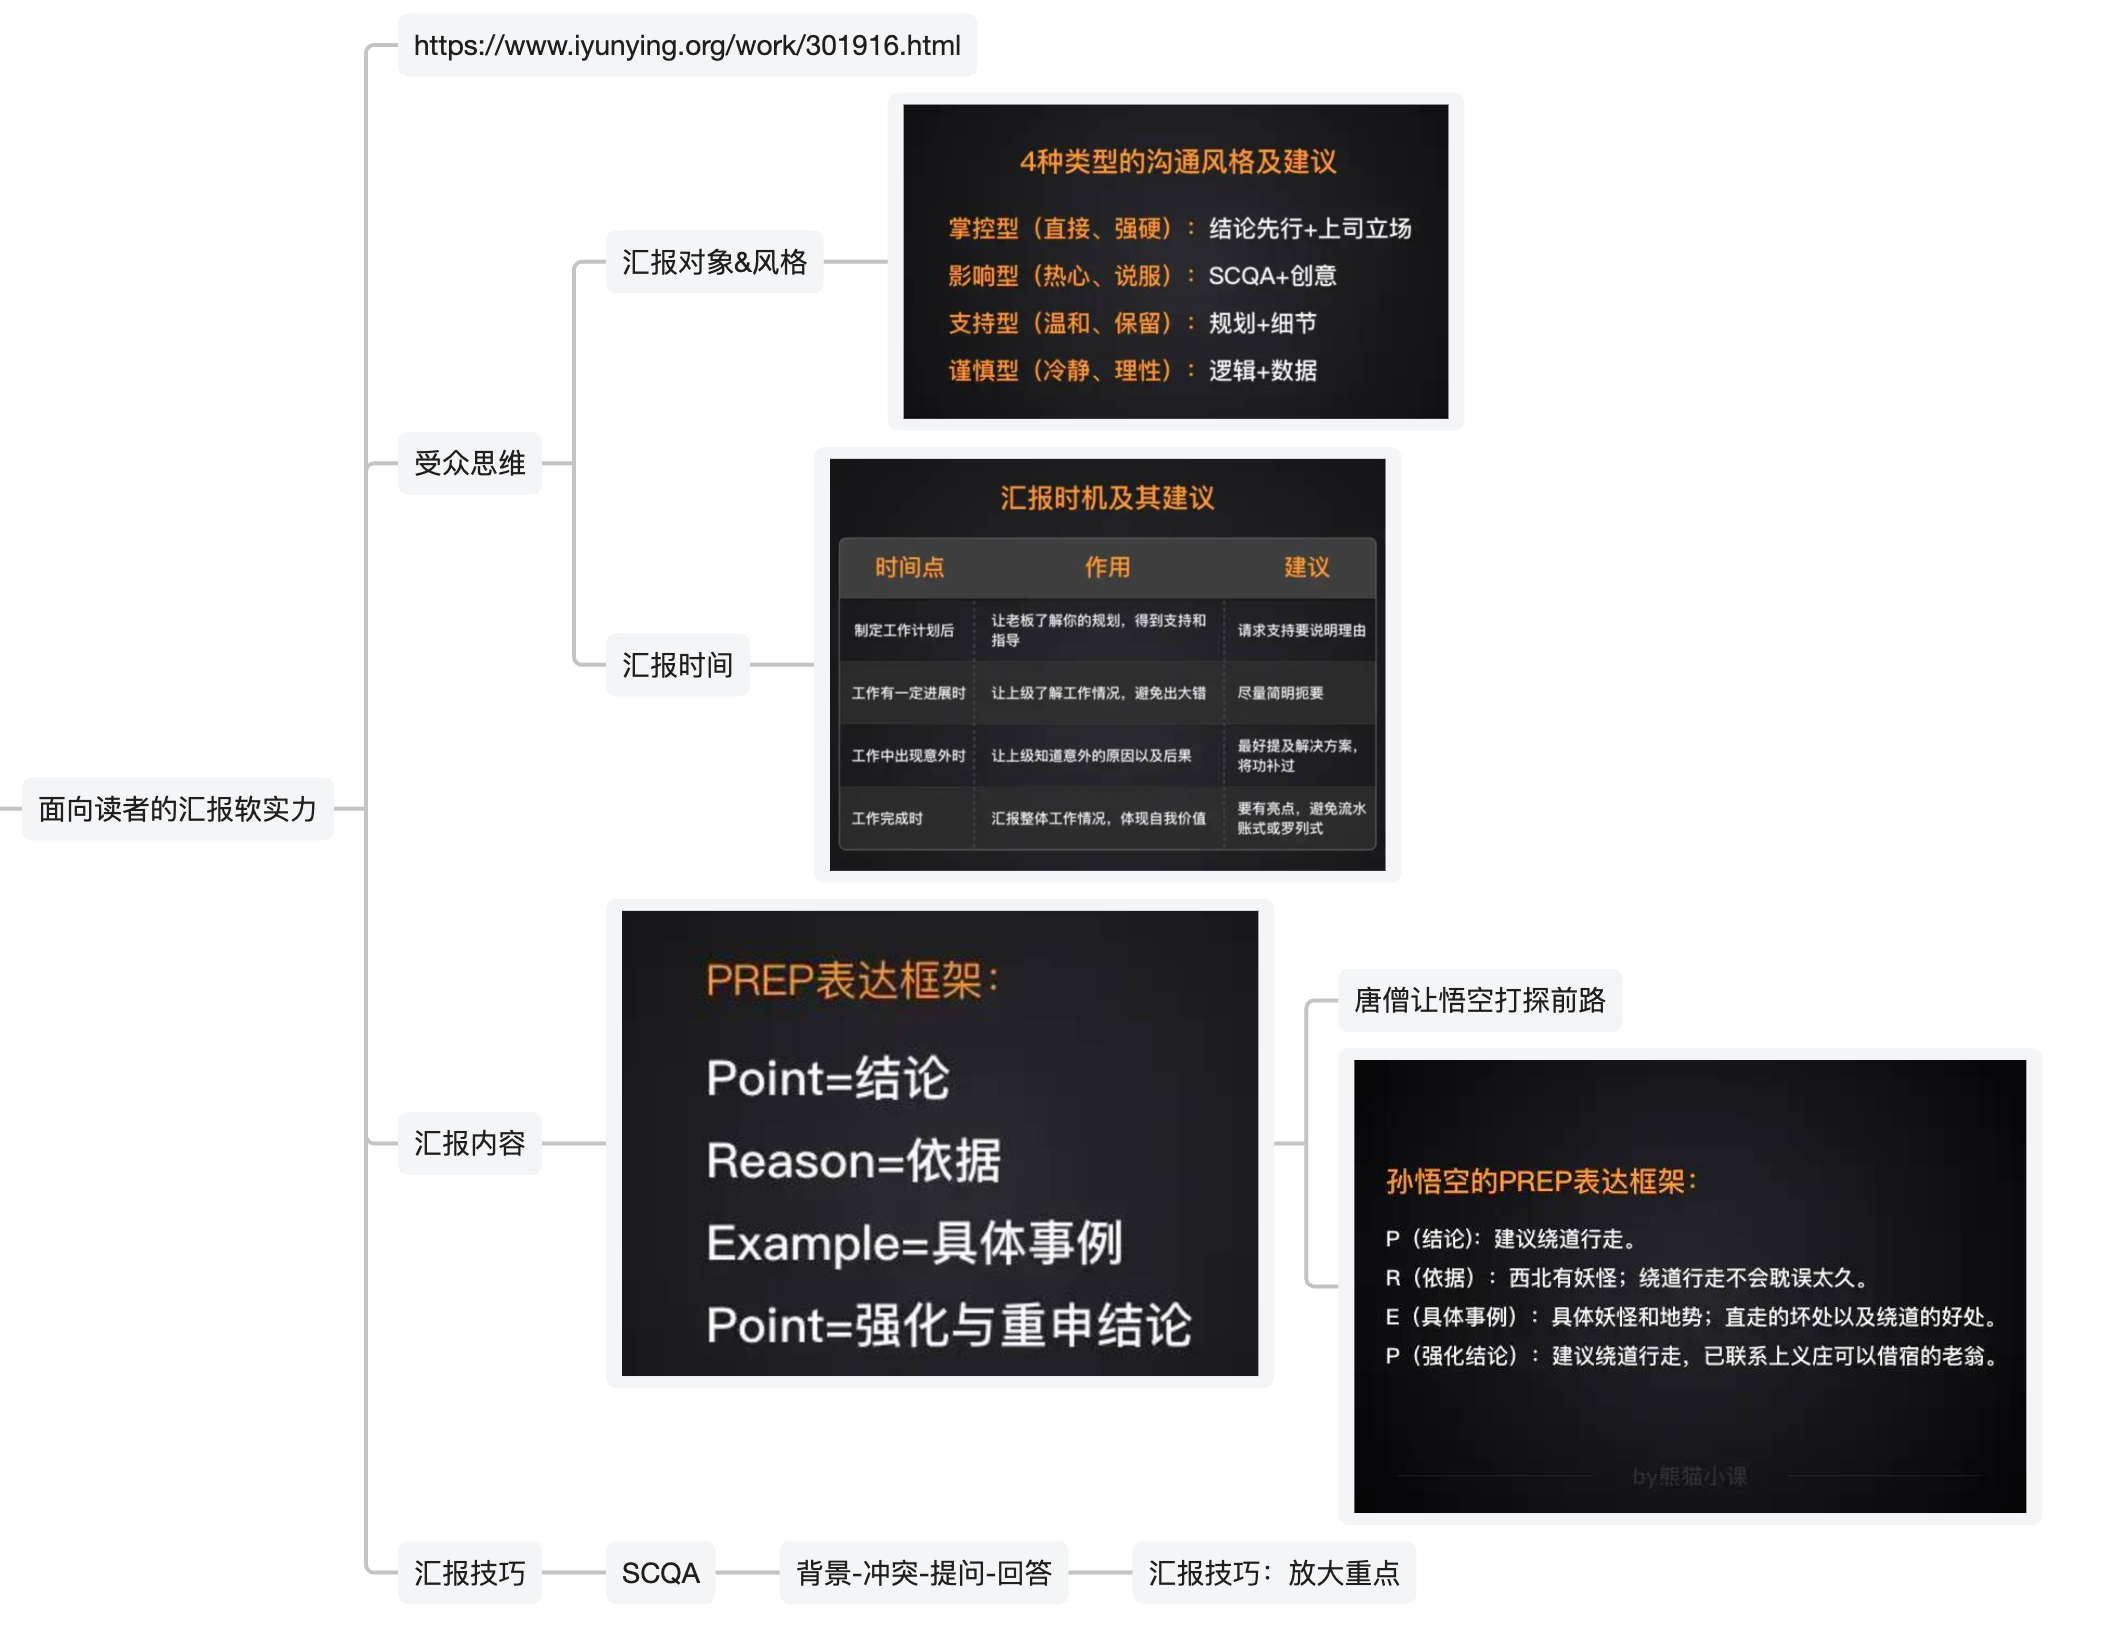 https://www.iyunying.org/work/301916.html
4种类型的沟通风格及建议
掌控型（直接、强硬）：结论先行+上司立场
汇报对象&风格
影响型（热心、说服）：SCQA+创意
支持型（温和、保留）：规划+细节
谨慎型（冷静、理性）：逻辑+数据
受众思维
汇报时机及其建议
时间点 作用 建议
制定工作计划后 让老板了解你的规划，得到支持和
指导 请求支持要说明理由
汇报时间
工作有一定进展时 让上级了解工作情况，避免出大错 尽量简明扼要
工作中出现意外时 让上级知道意外的原因以及后果 最好提及解决方案，
将功补过
工作完成时 汇报整体工作情况，体现自我价值 要有亮点，避免流水
账式或罗列式
面向读者的汇报软实力
汇报内容
PREP表达框架：
Point=结论
Reason=依据
Example=具体事例
Point=强化与重申结论
唐僧让悟空打探前路
孙悟空的PREP表达框架：
P（结论）：建议绕道行走。
R（依据）：西北有妖怪；绕道行走不会耽误太久。
E（具体事例）：具体妖怪和地势；直走的坏处以及绕道的好处。
P（强化结论）：建议绕道行走，已联系上义庄可以借宿的老翁。
by熊猫小课
汇报技巧
SCQA
背景-冲突-提问-回答
汇报技巧：放大重点